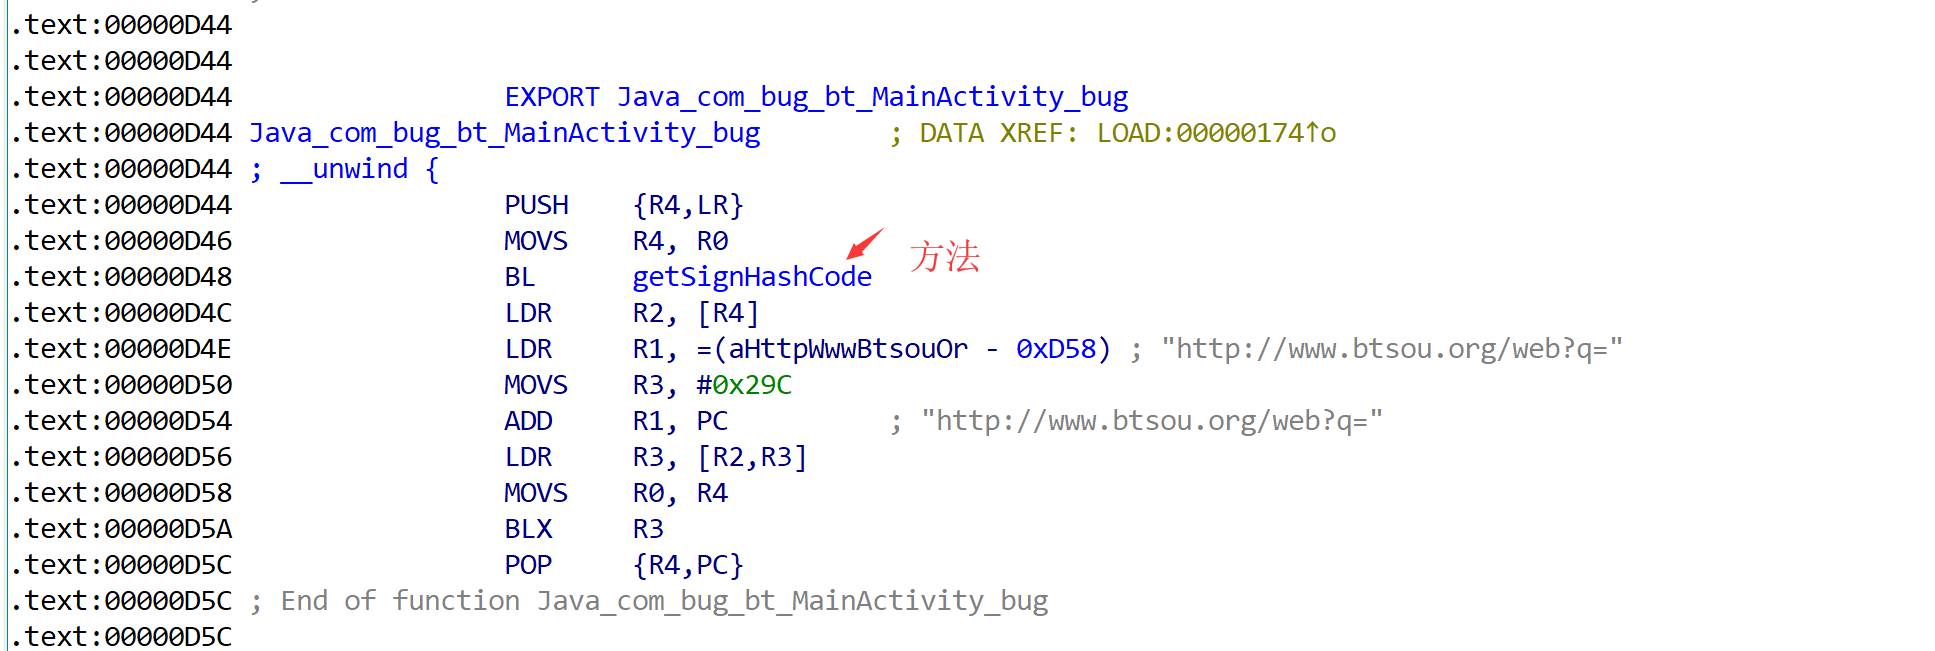 .text:00000D44
.text:00000D44
.text:00000D44 EXPORT Java_com_bug_bt_MainActivity_bug
.text:00000D44 Java_com_bug_bt_MainActivity_bug ; DATA XREF: LOAD:00000174↑o
.text:00000D44 ; __unwind {
.text:00000D44 PUSH {R4,LR}
.text:00000D46 MOVS R4, R0
方法
.text:00000D48 BL getSignHashCode
.text:00000D4C LDR R2, [R4]
.text:00000D4E LDR R1, =(aHttpWwwBtsouOr - 0xD58) ; "http://www.btsou.org/web?q="
.text:00000D50 MOVS R3, #0x29C
.text:00000D54 ADD R1, PC ; "http://www.btsou.org/web?q="
.text:00000D56 LDR R3, [R2,R3]
.text:00000D58 MOVS R0, R4
.text:00000D5A BLX R3
.text:00000D5C POP {R4,PC}
.text:00000D5C ; End of function Java_com_bug_bt_MainActivity_bug
.text:00000D5C